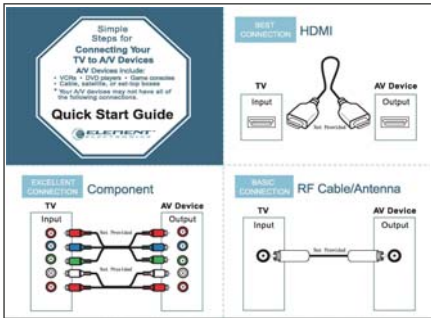 Simple
Steps for
Connecting Your
TV to A/V Devices
A/V Devices include:
• VCRs • DVD players • Game consoles
• Cable, satellite, or set-top boxes
* Your A/V devices may not have all of
the following connections.
Quick Start Guide
ELEMENT
ELECTRONICS
BEST
CONNECTION
HDMI
TV
AV Device
Input
Output
Not Provided
EXCELLENT
CONNECTION
Component
TV
AV Device
Input
Output
Not Provided
Not Provided
BASIC
CONNECTION
RF Cable/Antenna
TV
AV Device
Input
Output
Not Provided